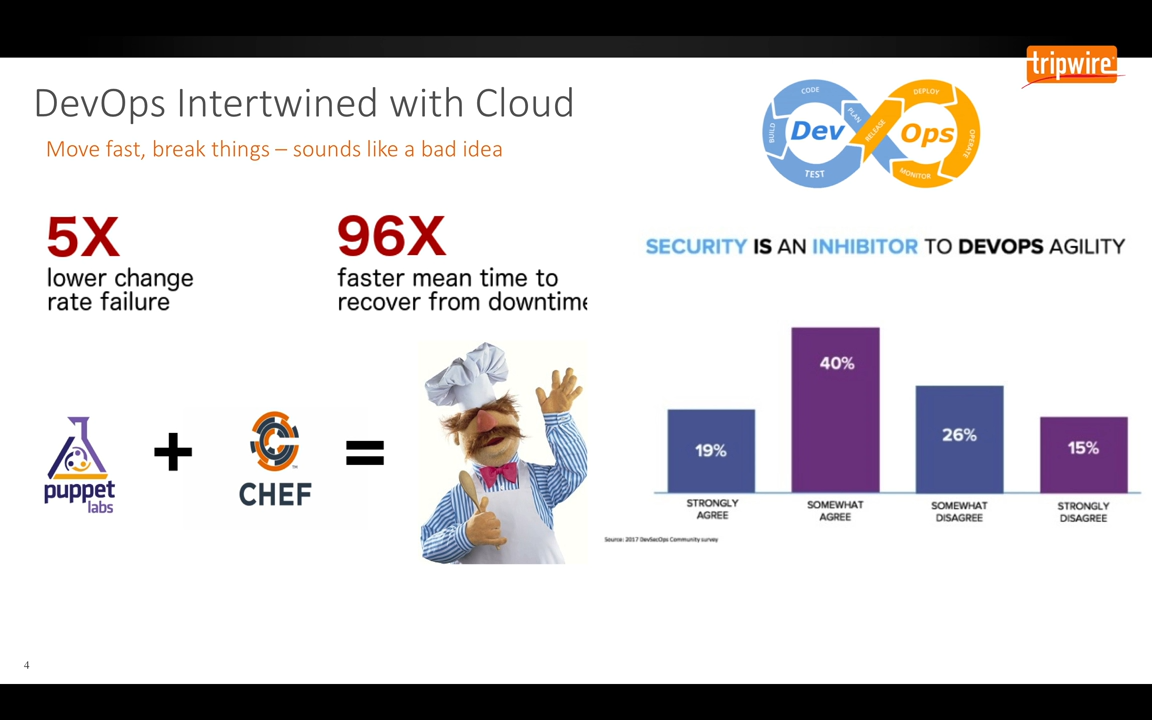 tripwire
DevOps Intertwined with Cloud
Move fast, break things – sounds like a bad idea
CODE
BUILD
PLAN
TEST
Dev
RELEASE
DEPLOY
OPERATE
MONITOR
Ops
5X
lower change
rate failure
96X
faster mean time to
recover from downtime
SECURITY IS AN INHIBITOR TO DEVOPS AGILITY
19%
40%
26%
15%
STRONGLY
AGREE
SOMEWHAT
AGREE
SOMEWHAT
DISAGREE
STRONGLY
DISAGREE
Source: 2017 DevSecOps Community survey
puppet
labs
+
CHEF
TM
=
4